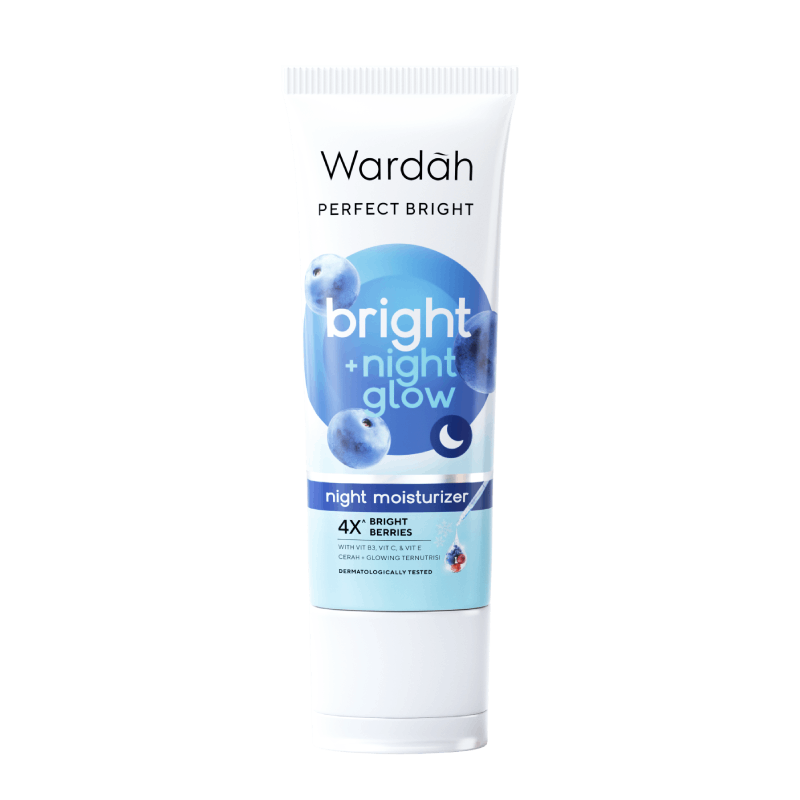 Wardàh
PERFECT BRIGHT
bright
+night
glow
night moisturizer
4X^ BRIGHT
BERRIES
WITH VIT B3, VIT C, & VIT E
CERAH + GLOWING TERNUTRISI
DERMATOLOGICALLY TESTED